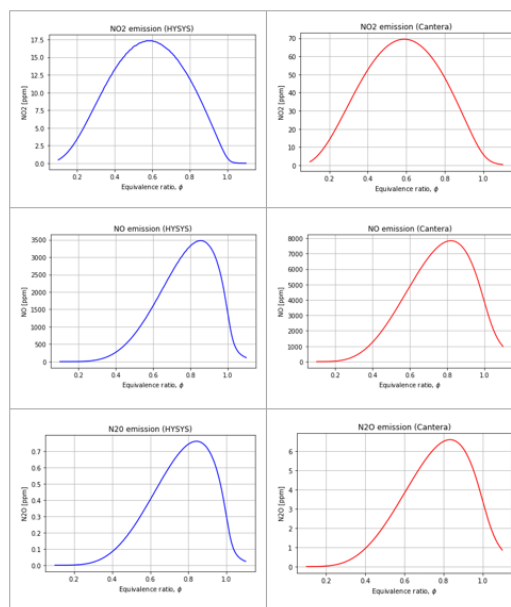 NO2 emission (HYSYS)
17.5
15.0
12.5
10.0
7.5
5.0
2.5
0.0
NO2 [ppm]
0.2 0.4 0.6 0.8 1.0
Equivalence ratio, ϕ
NO2 emission (Cantera)
70
60
50
40
30
20
10
0
NO2 [ppm]
0.2 0.4 0.6 0.8 1.0
Equivalence ratio, ϕ
NO emission (HYSYS)
3500
3000
2500
2000
1500
1000
500
0
NO [ppm]
0.2 0.4 0.6 0.8 1.0
Equivalence ratio, ϕ
NO emission (Cantera)
8000
7000
6000
5000
4000
3000
2000
1000
0
NO [ppm]
0.2 0.4 0.6 0.8 1.0
Equivalence ratio, ϕ
N20 emission (HYSYS)
0.7
0.6
0.5
0.4
0.3
0.2
0.1
0.0
N2O [ppm]
0.2 0.4 0.6 0.8 1.0
Equivalence ratio, ϕ
N2O emission (Cantera)
6
5
4
3
2
1
0
N2O [ppm]
0.2 0.4 0.6 0.8 1.0
Equivalence ratio, ϕ